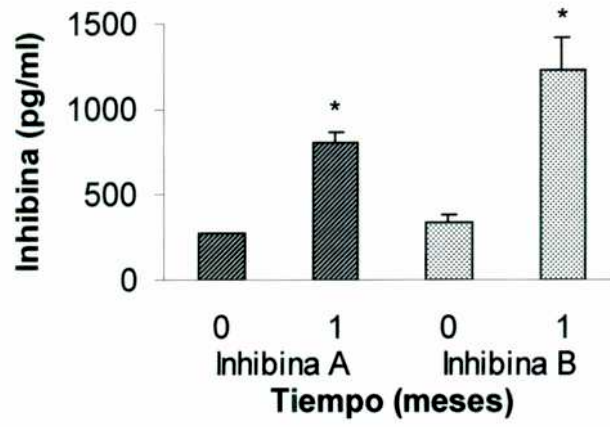 Inhibina (pg/ml)
1500
1000
500
0
*
*
0 1 0 1
Inhibina A Inhibina B
Tiempo (meses)